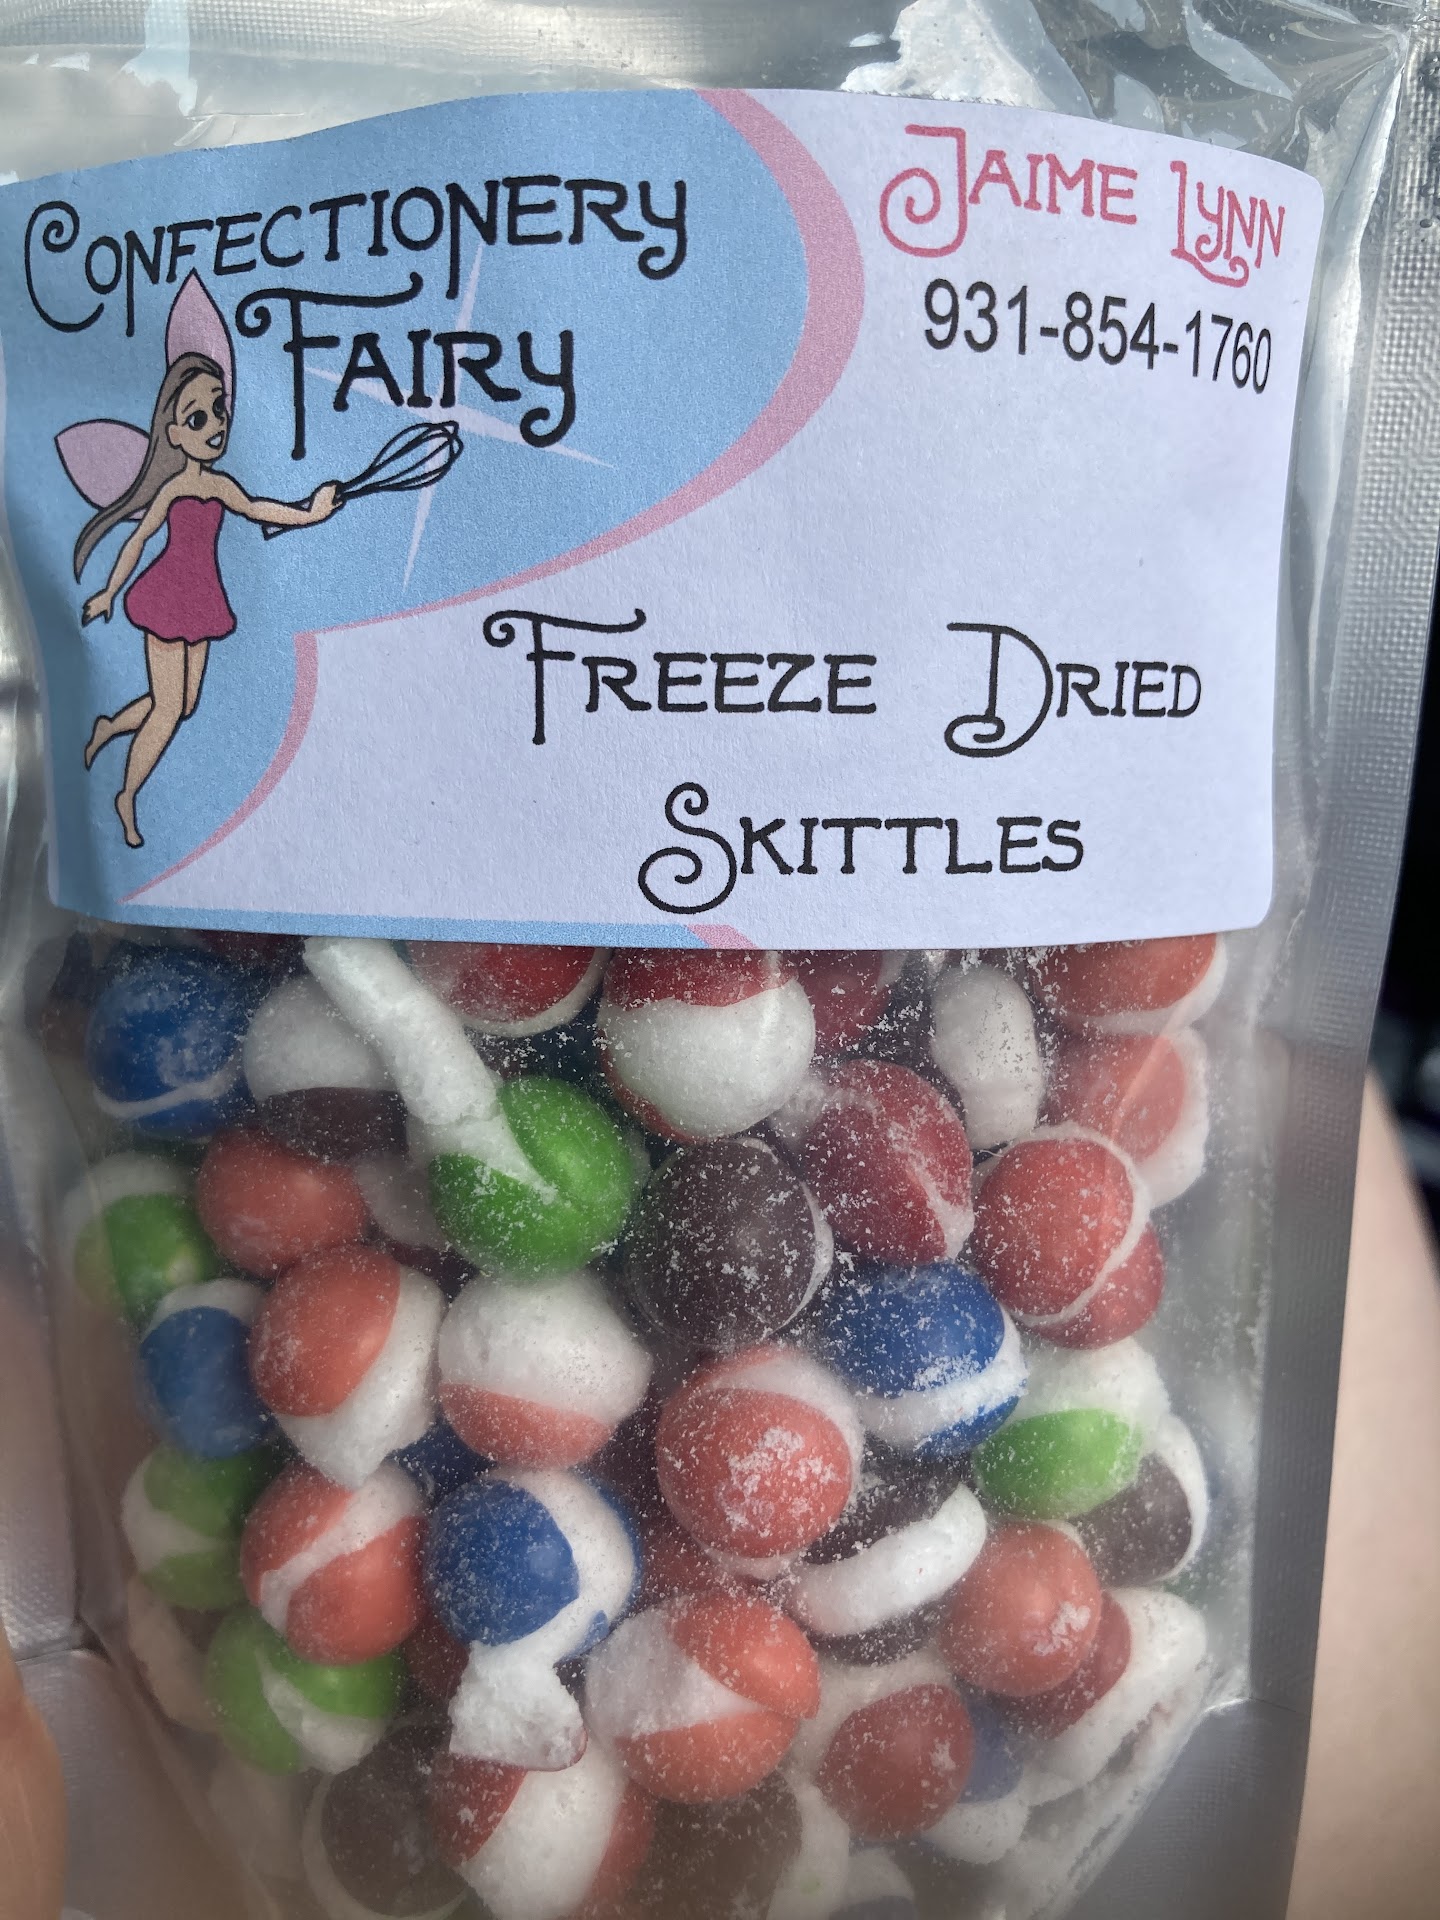 Confectionery
Fairy
Jaime Lynn
931-854-1760
Freeze Dried
Skittles